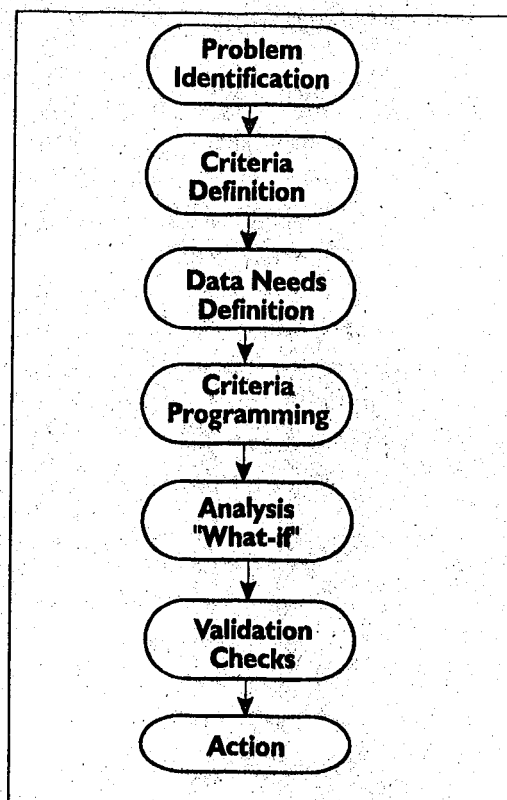 Problem
Identification
Criteria
Definition
Data Needs
Definition
Criteria
Programming
Analysis
"What-if"
Validation
Checks
Action